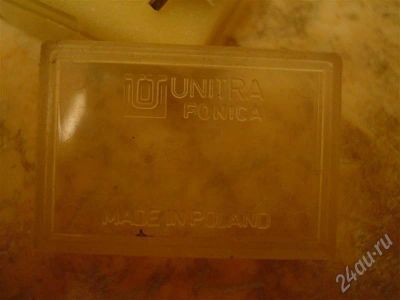 UNITRA
FONICA
MADE IN POLAND
24au.ru